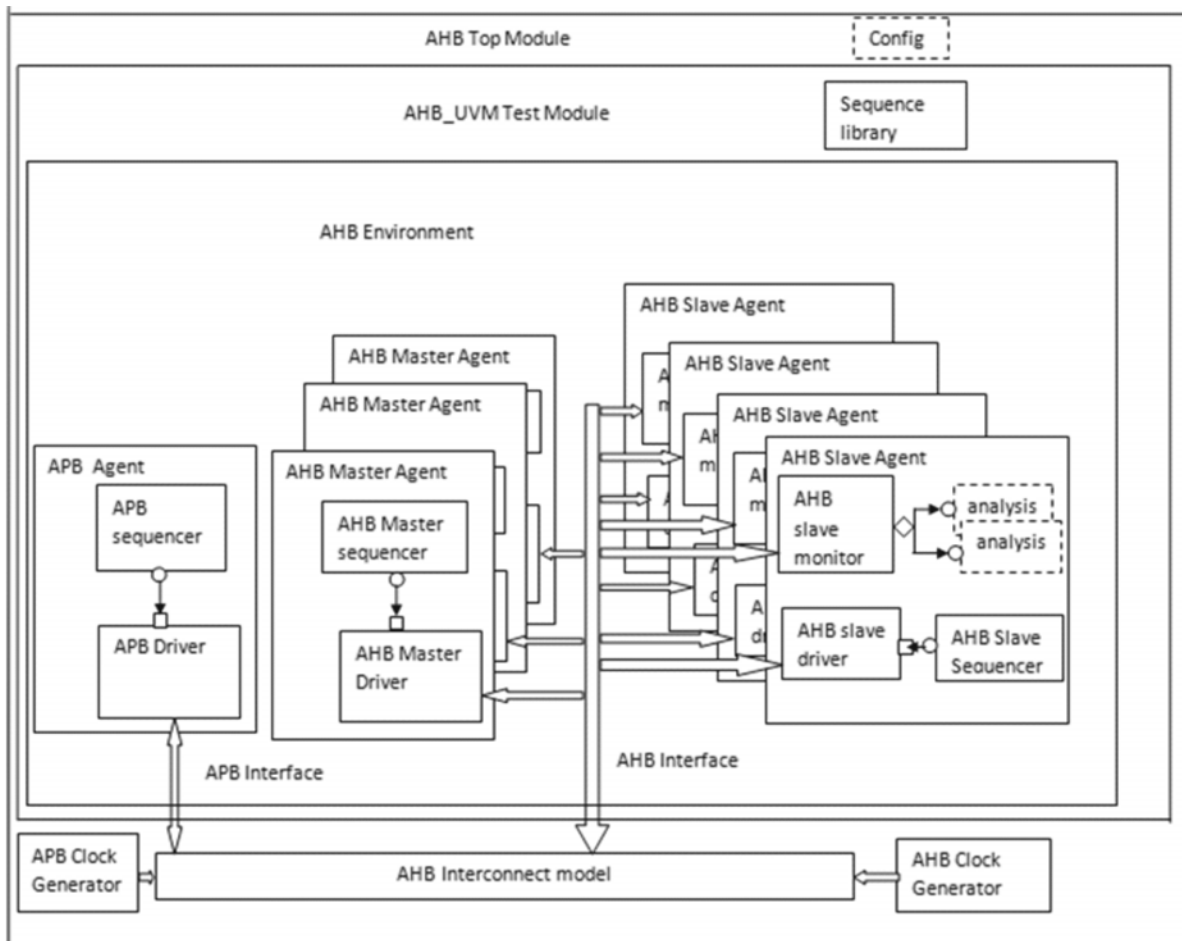 AHB Top Module
Config
AHB_UVM Test Module
Sequence
library
AHB Environment
AHB Slave Agent
AHB Master Agent
AHB Slave Agent
AHB Master Agent
AHB Slave Agent
APB Agent
AHB Master Agent
AHB Slave Agent
APB
sequencer
AHB Master
sequencer
AHB
slave
monitor
analysis
analysis
APB Driver
AHB Master
Driver
AHB slave
driver
AHB Slave
Sequencer
APB Interface
AHB Interface
APB Clock
Generator
AHB Interconnect model
AHB Clock
Generator